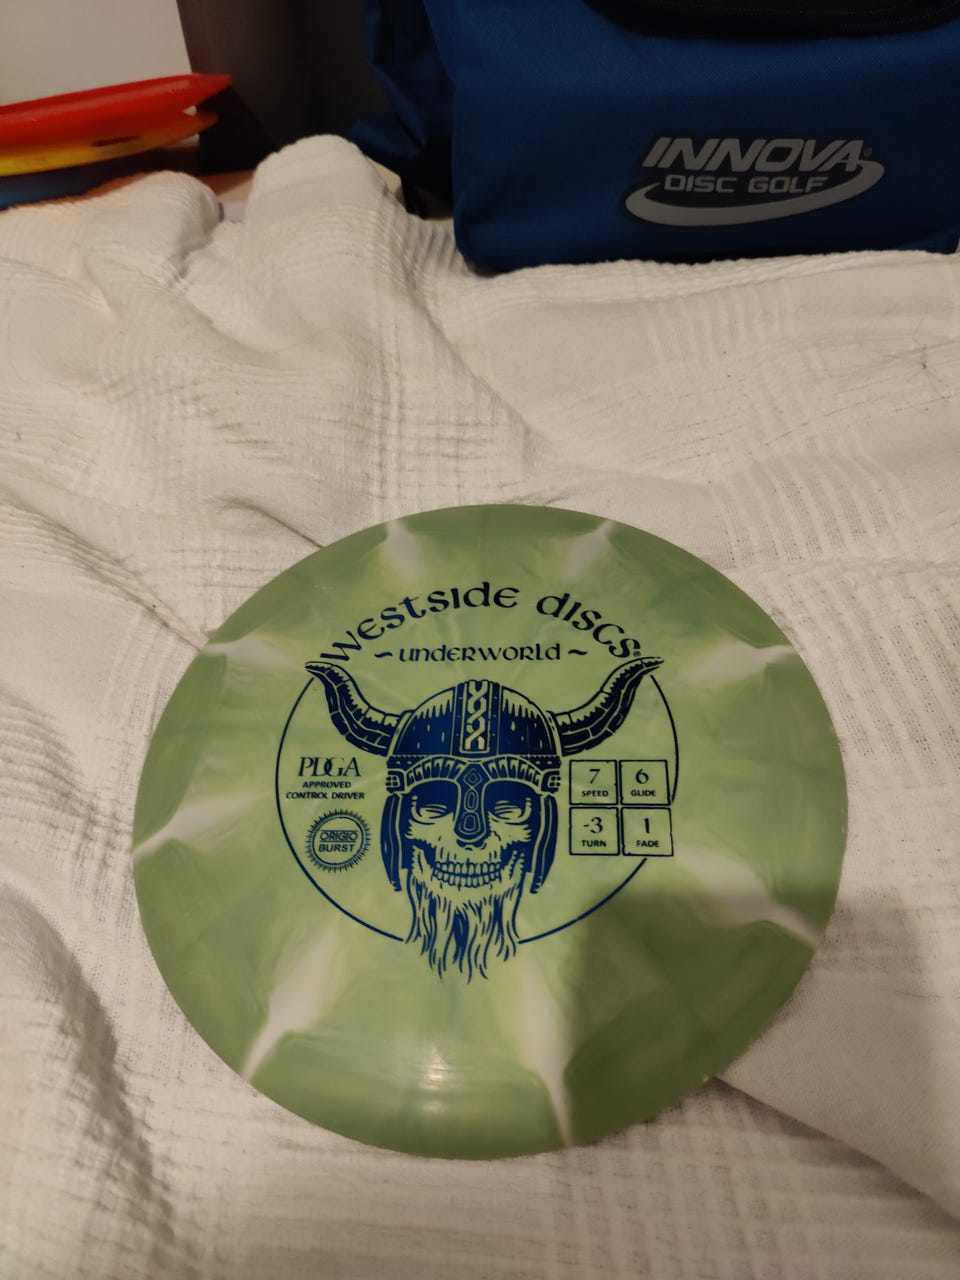 INNOVA
DISC GOLF
westside discs
~ underworld ~
PDGA
APPROVED
CONTROL DRIVER
ORIGIO
BURST
7 6
SPEED GLIDE
-3 1
TURN FADE